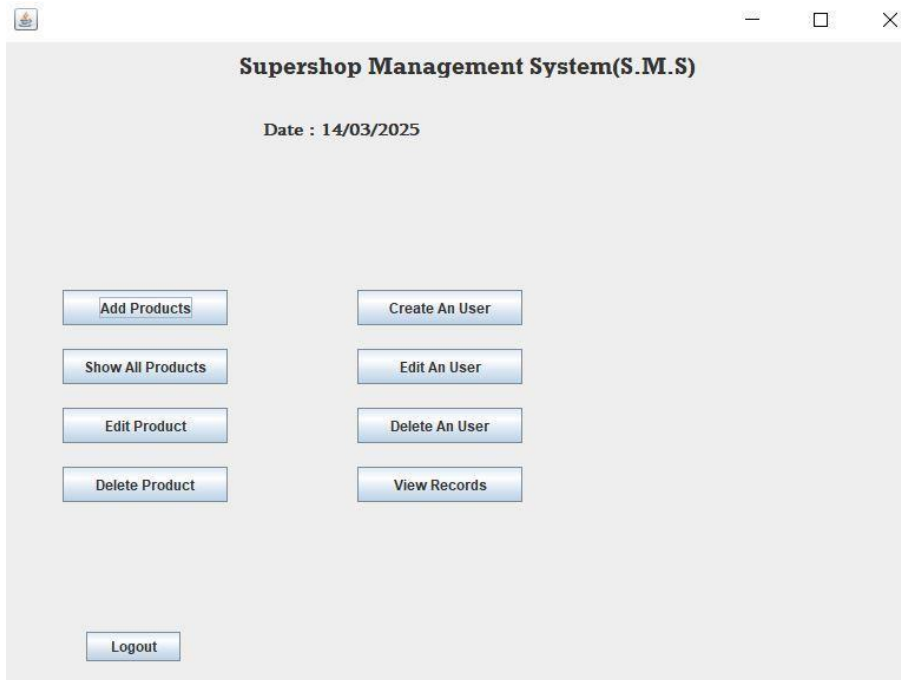 Supershop Management System(S.M.S)
Date : 14/03/2025
Add Products
Create An User
Show All Products
Edit An User
Edit Product
Delete An User
Delete Product
View Records
Logout